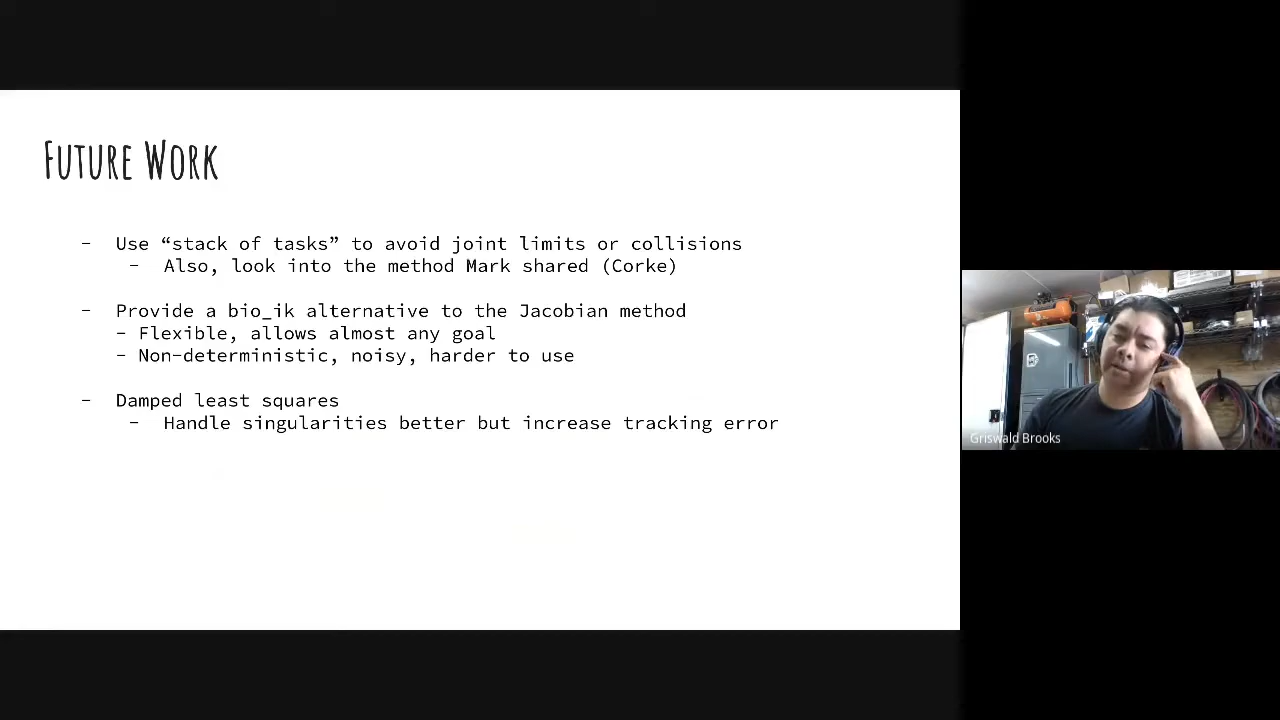 Future Work
- Use “stack of tasks” to avoid joint limits or collisions
- Also, look into the method Mark shared (Corke)
- Provide a bio_ik alternative to the Jacobian method
- Flexible, allows almost any goal
- Non-deterministic, noisy, harder to use
- Damped least squares
- Handle singularities better but increase tracking error
Griswald Brooks